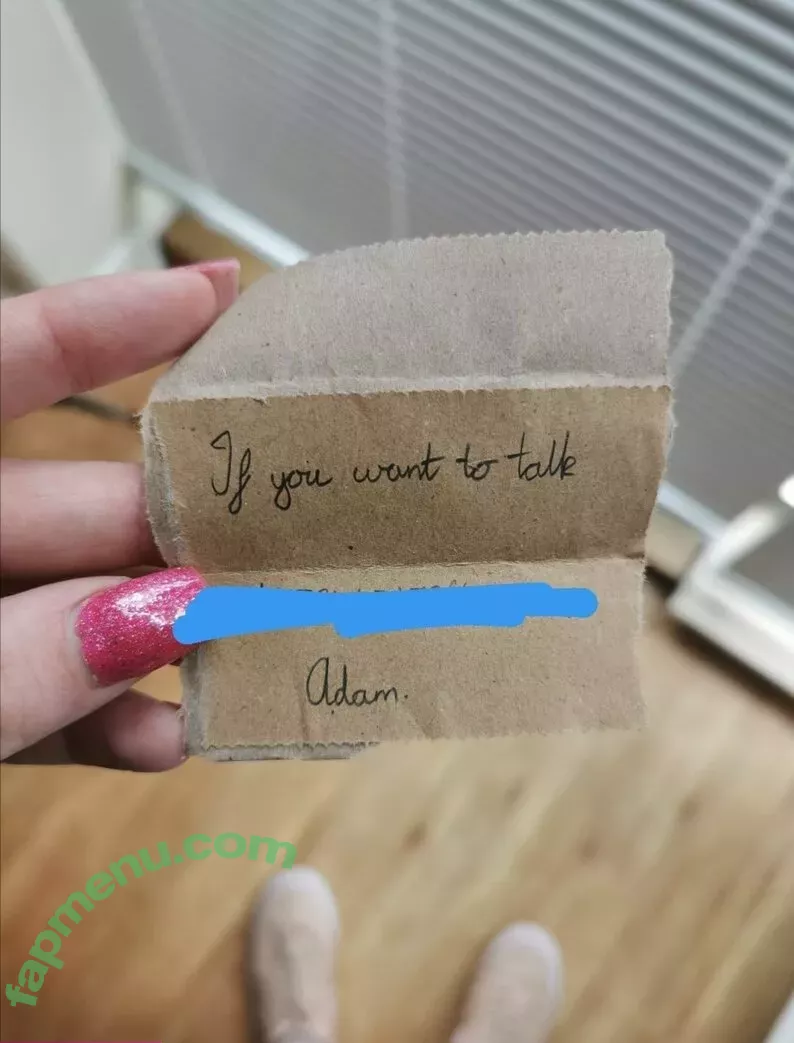 If you want to talk
Adam.
fapmenu.com